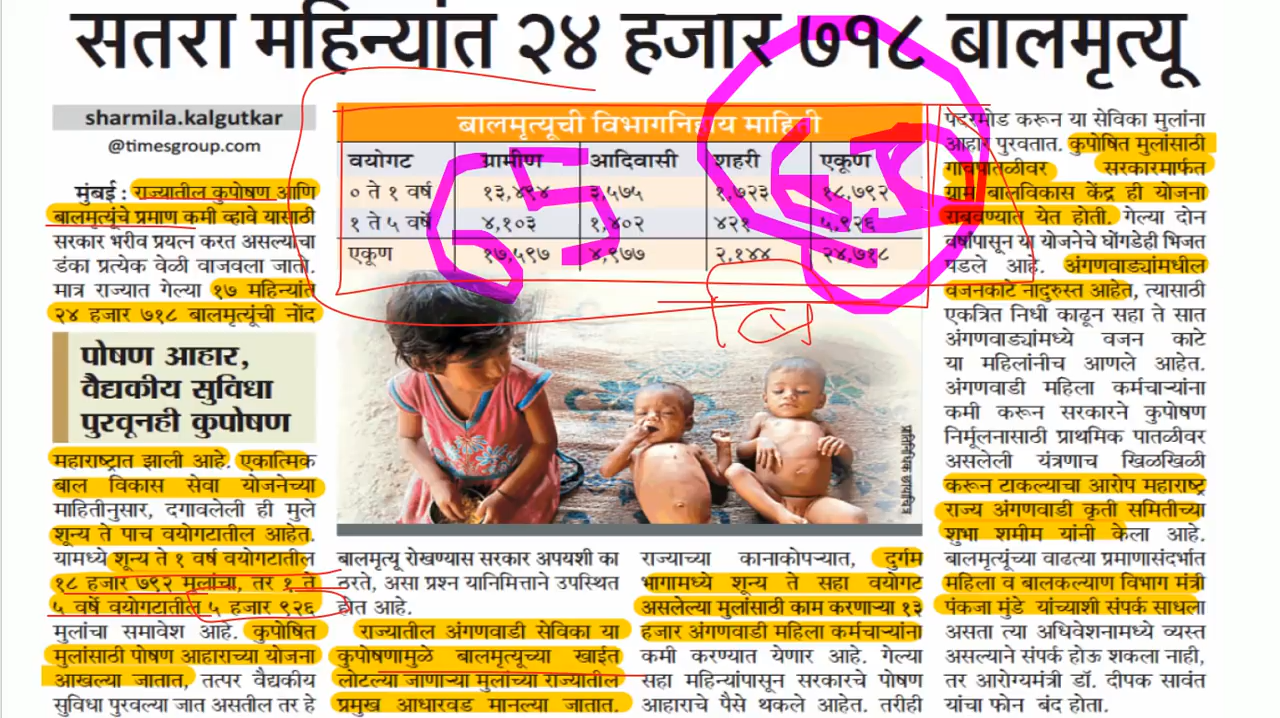 सतरा महिन्यांत २४ हजार ७१८ बालमृत्यू
sharmila.kalgutkar
@timesgroup.com
मुंबई : राज्यातील कुपोषण आणि
बालमृत्यूंचे प्रमाण कमी व्हावे यासाठी
सरकार भरीव प्रयत्न करत असल्याचा
डंका प्रत्येक वेळी वाजवला जातो.
मात्र राज्यात गेल्या १७ महिन्यांत
२४ हजार ७१८ बालमृत्यूंची नोंद
पोषण आहार,
वैद्यकीय सुविधा
पुरवूनही कुपोषण
महाराष्ट्रात झाली आहे. एकात्मिक
बाल विकास सेवा योजनेच्या
माहितीनुसार, दगावलेली ही मुले
शून्य ते पाच वयोगटातील आहेत.
यामध्ये शून्य ते १ वर्ष वयोगटातील
१८ हजार ७९२ मुलांचा, तर १ ते
५ वर्षे वयोगटातील ५ हजार ९२६
मुलांचा समावेश आहे. कुपोषित
मुलांसाठी पोषण आहाराच्या योजना
आखल्या जातात, तत्पर वैद्यकीय
सुविधा पुरवल्या जात असतील तर हे
बालमृत्यूची विभागनिहाय माहिती
वयोगट ग्रामीण आदिवासी शहरी एकूण
० ते १ वर्ष १३,४९४ ३,५७५ १,७२३ १८,७९२
१ ते ५ वर्षे ४,१०३ १,४०२ ४२१ ५,९२६
एकूण १७,५९७ ४,९७७ २,१४४ २४,७१८
प्रातिनिधिक छायाचित्र
बालमृत्यू रोखण्यास सरकार अपयशी का
ठरते, असा प्रश्न यानिमित्ताने उपस्थित
होत आहे.
राज्यातील अंगणवाडी सेविका या
कुपोषणामुळे बालमृत्यूच्या खाईत
लोटल्या जाणाऱ्या मुलांच्या राज्यातील
प्रमुख आधारवड मानल्या जातात.
राज्याच्या कानाकोपऱ्यात, दुर्गम
भागामध्ये शून्य ते सहा वयोगट
असलेल्या मुलांसाठी काम करणाऱ्या १३
हजार अंगणवाडी महिला कर्मचाऱ्यांना
कमी करण्यात येणार आहे. गेल्या
सहा महिन्यांपासून सरकारचे पोषण
आहाराचे पैसे थकले आहेत. तरीही
पदरमोड करून या सेविका मुलांना
आहार पुरवतात. कुपोषित मुलांसाठी
गावपातळीवर सरकारमार्फत
ग्राम बालविकास केंद्र ही योजना
राबवण्यात येत होती. गेल्या दोन
वर्षांपासून या योजनेचे घोंगडेही भिजत
पडले आहे. अंगणवाड्यांमधील
वजनकाटे नादुरुस्त आहेत, त्यासाठी
एकत्रित निधी काढून सहा ते सात
अंगणवाड्यांमध्ये वजन काटे
या महिलांनीच आणले आहेत.
अंगणवाडी महिला कर्मचाऱ्यांना
कमी करून सरकारने कुपोषण
निर्मूलनासाठी प्राथमिक पातळीवर
असलेली यंत्रणाच खिळखिळी
करून टाकल्याचा आरोप महाराष्ट्र
राज्य अंगणवाडी कृती समितीच्या
शुभा शमीम यांनी केला आहे.
बालमृत्यूंच्या वाढत्या प्रमाणासंदर्भात
महिला व बालकल्याण विभाग मंत्री
पंकजा मुंडे यांच्याशी संपर्क साधला
असता त्या अधिवेशनामध्ये व्यस्त
असल्याने संपर्क होऊ शकला नाही,
तर आरोग्यमंत्री डॉ. दीपक सावंत
यांचा फोन बंद होता.